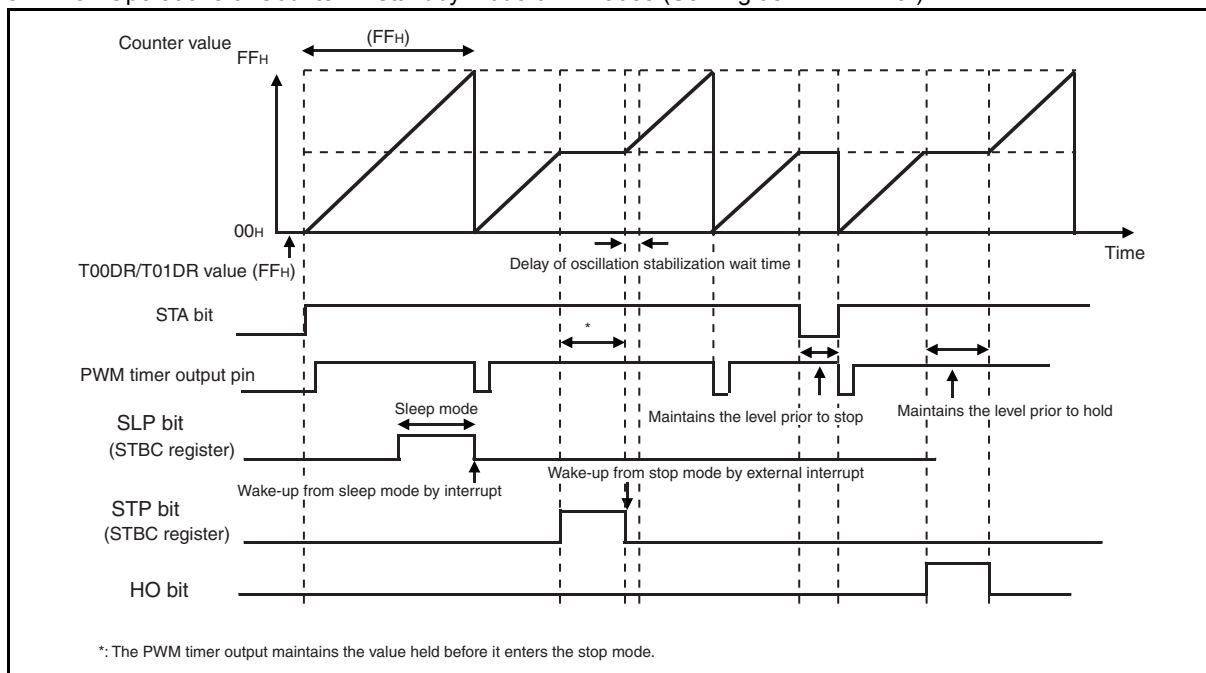 Counter value
FFH
(FFH)
00H
Time
Delay of oscillation stabilization wait time
T00DR/T01DR value (FFH)
STA bit
*
PWM timer output pin
Maintains the level prior to stop
Maintains the level prior to hold
Sleep mode
SLP bit
(STBC register)
Wake-up from sleep mode by interrupt
Wake-up from stop mode by external interrupt
STP bit
(STBC register)
HO bit
*: The PWM timer output maintains the value held before it enters the stop mode.